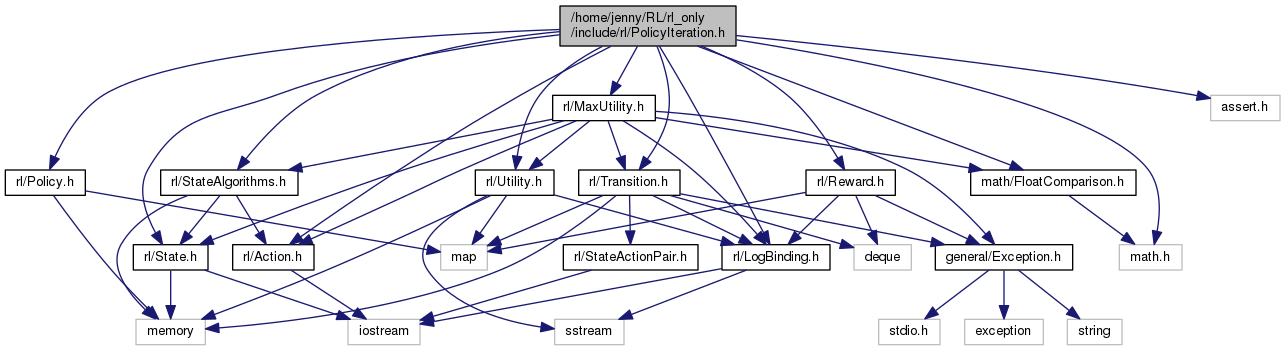 /home/jenny/RL/rl_only
/include/rl/PolicyIteration.h
rl/MaxUtility.h
assert.h
rl/Policy.h
rl/StateAlgorithms.h
rl/Utility.h
rl/Transition.h
rl/Reward.h
math/FloatComparison.h
rl/State.h
rl/Action.h
map
rl/StateActionPair.h
rl/LogBinding.h
deque
general/Exception.h
math.h
memory
iostream
sstream
stdio.h
exception
string